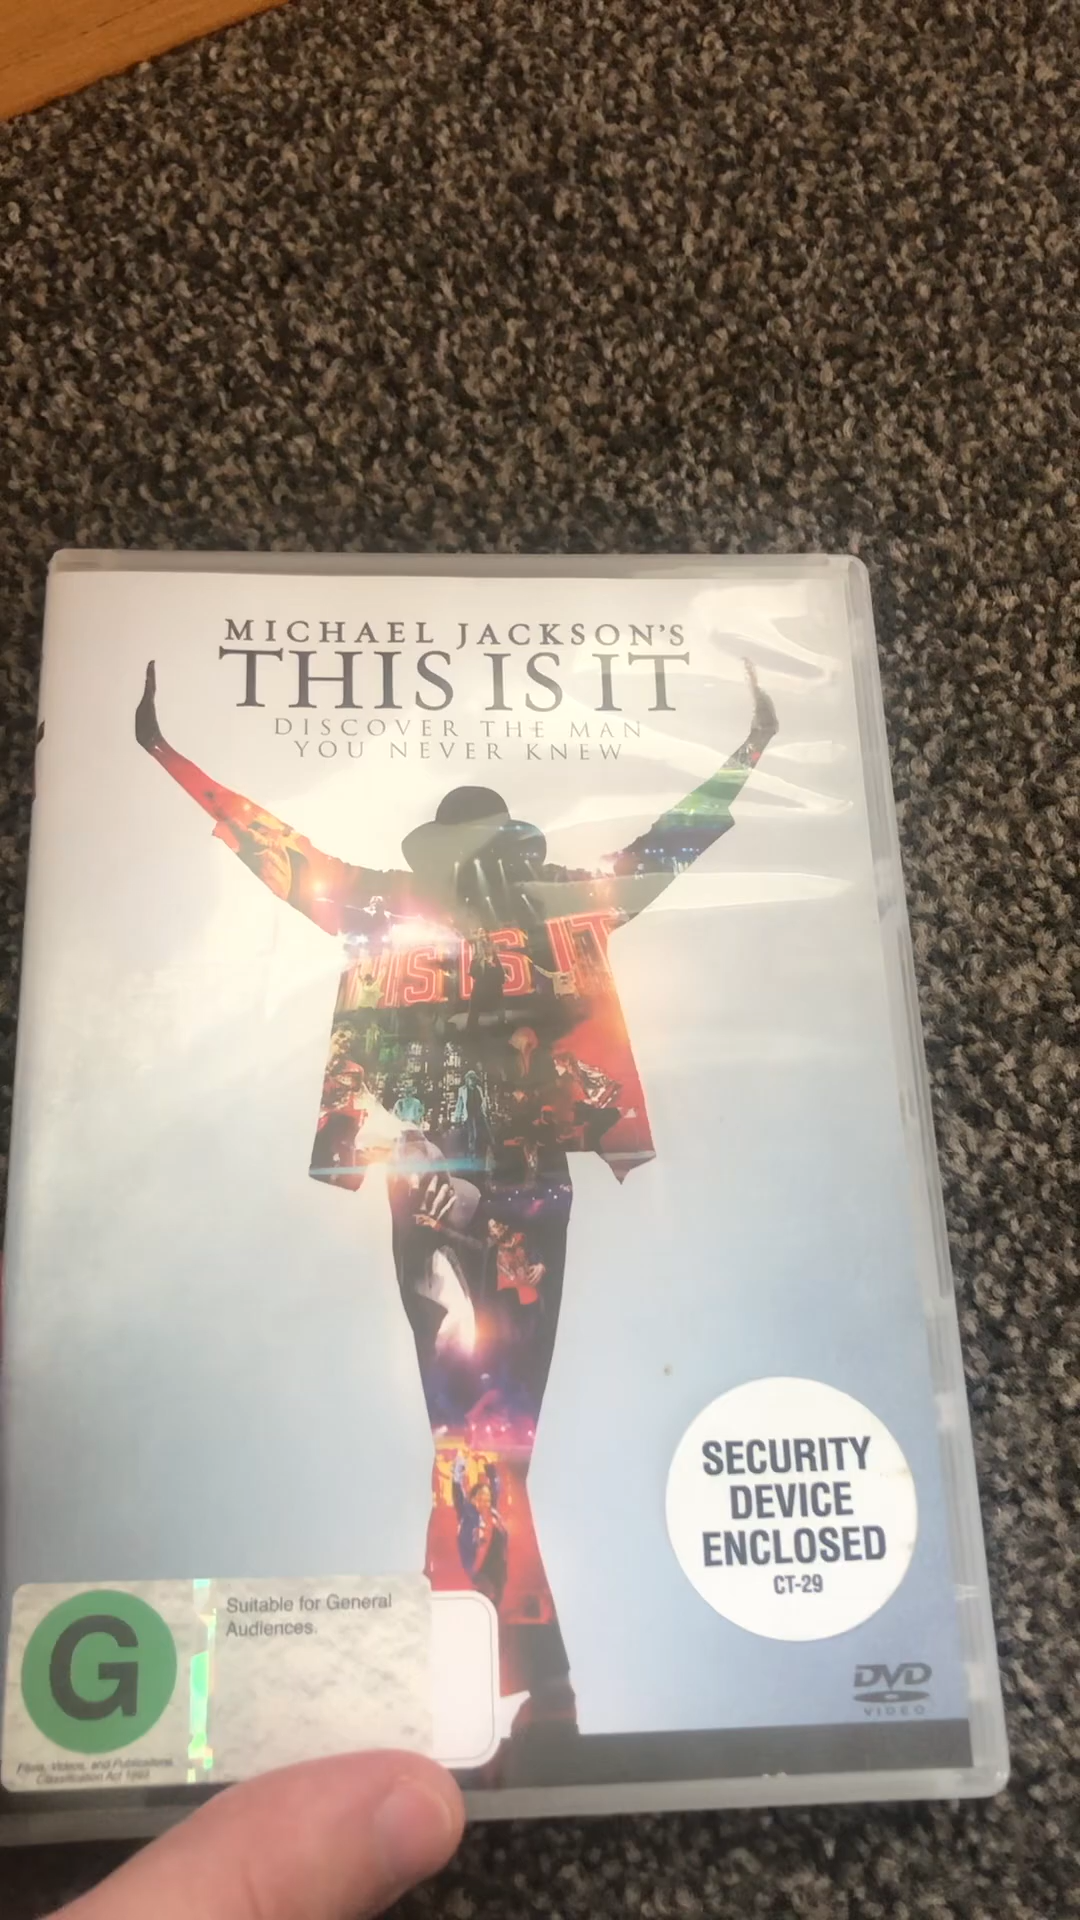 MICHAEL JACKSON'S
THIS IS IT
DISCOVER THE MAN
YOU NEVER KNEW
IS IS IT
SECURITY
DEVICE
ENCLOSED
CT-29
G
Suitable for General
Audiences.
Films, Videos, and Publications
Classification Act 1993
DVD
VIDEO